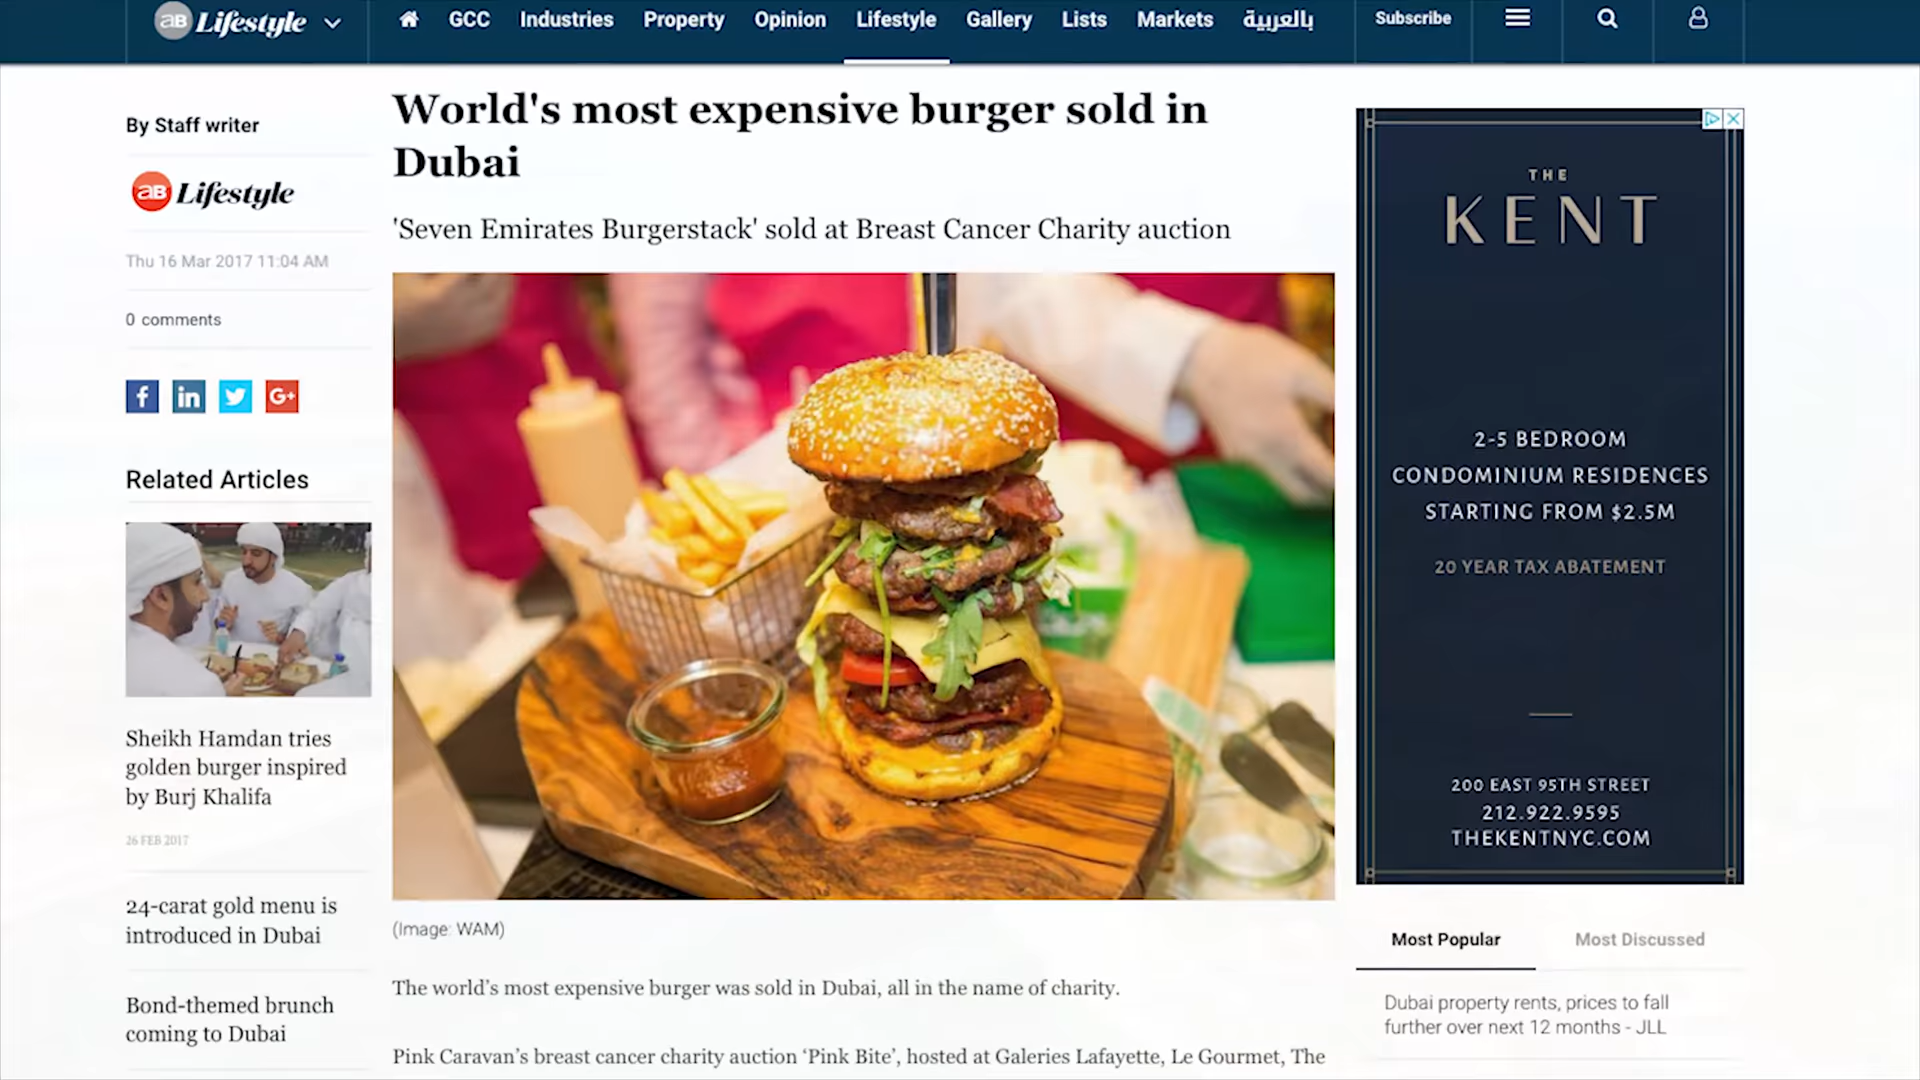 aB Lifestyle
GCC Industries Property Opinion Lifestyle Gallery Lists Markets بالعربية Subscribe
By Staff writer
aB Lifestyle
Thu 16 Mar 2017 11:04 AM
0 comments
f in G+
Related Articles
Sheikh Hamdan tries
golden burger inspired
by Burj Khalifa
26 FEB 2017
24-carat gold menu is
introduced in Dubai
Bond-themed brunch
coming to Dubai
World's most expensive burger sold in
Dubai
'Seven Emirates Burgerstack' sold at Breast Cancer Charity auction
(Image: WAM)
The world’s most expensive burger was sold in Dubai, all in the name of charity.
Pink Caravan’s breast cancer charity auction ‘Pink Bite’, hosted at Galeries Lafayette, Le Gourmet, The
THE
KENT
2-5 BEDROOM
CONDOMINIUM RESIDENCES
STARTING FROM $2.5M
20 YEAR TAX ABATEMENT
200 EAST 95TH STREET
212.922.9595
THEKENTNYC.COM
Most Popular Most Discussed
Dubai property rents, prices to fall
further over next 12 months - JLL